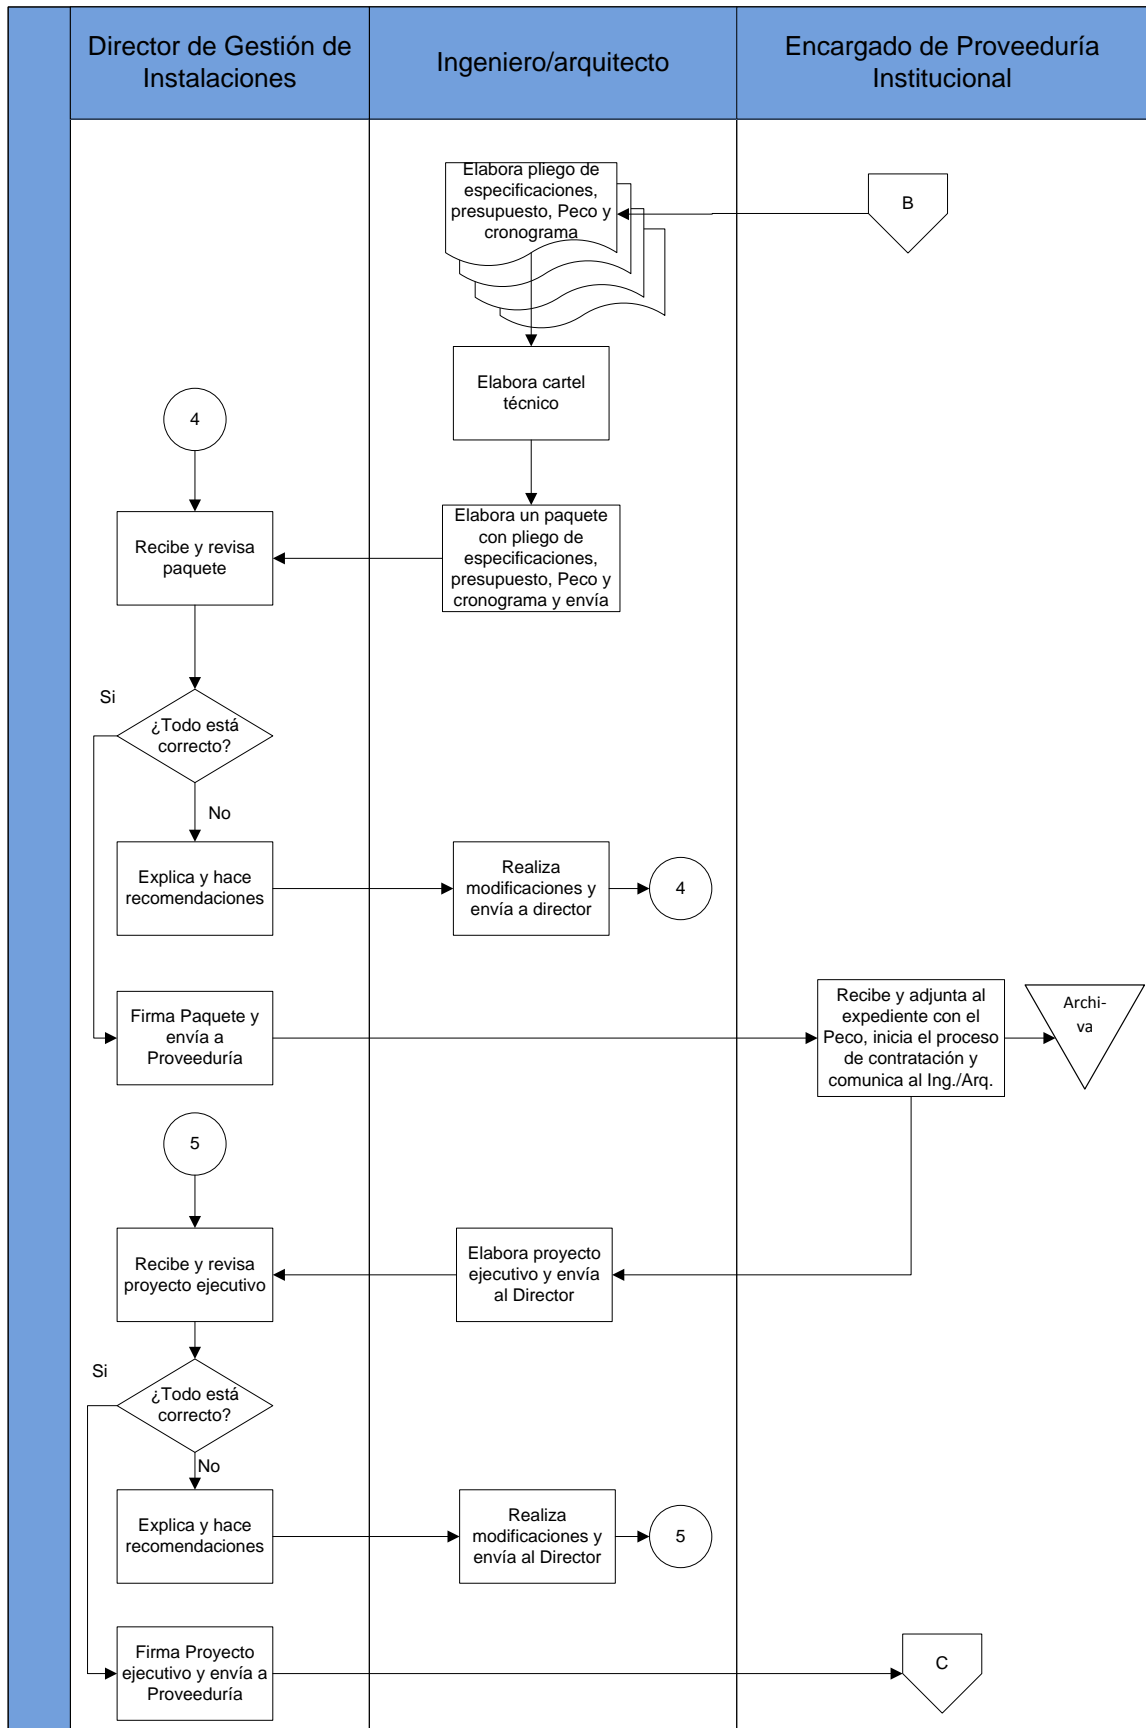 Director de Gestión de
Instalaciones
Ingeniero/arquitecto
Encargado de Proveeduría
Institucional
Elabora pliego de
especificaciones,
presupuesto, Peco y
cronograma
B
Elabora cartel
técnico
4
Recibe y revisa
paquete
Elabora un paquete
con pliego de
especificaciones,
presupuesto, Peco y
cronograma y envía
Si
¿Todo está
correcto?
No
Explica y hace
recomendaciones
Realiza
modificaciones y
envía a director
4
Firma Paquete y
envía a
Proveeduría
Recibe y adjunta al
expediente con el
Peco, inicia el proceso
de contratación y
comunica al Ing./Arq.
Archi-
va
5
Recibe y revisa
proyecto ejecutivo
Elabora proyecto
ejecutivo y envía
al Director
Si
¿Todo está
correcto?
No
Explica y hace
recomendaciones
Realiza
modificaciones y
envía al Director
5
Firma Proyecto
ejecutivo y envía a
Proveeduría
C